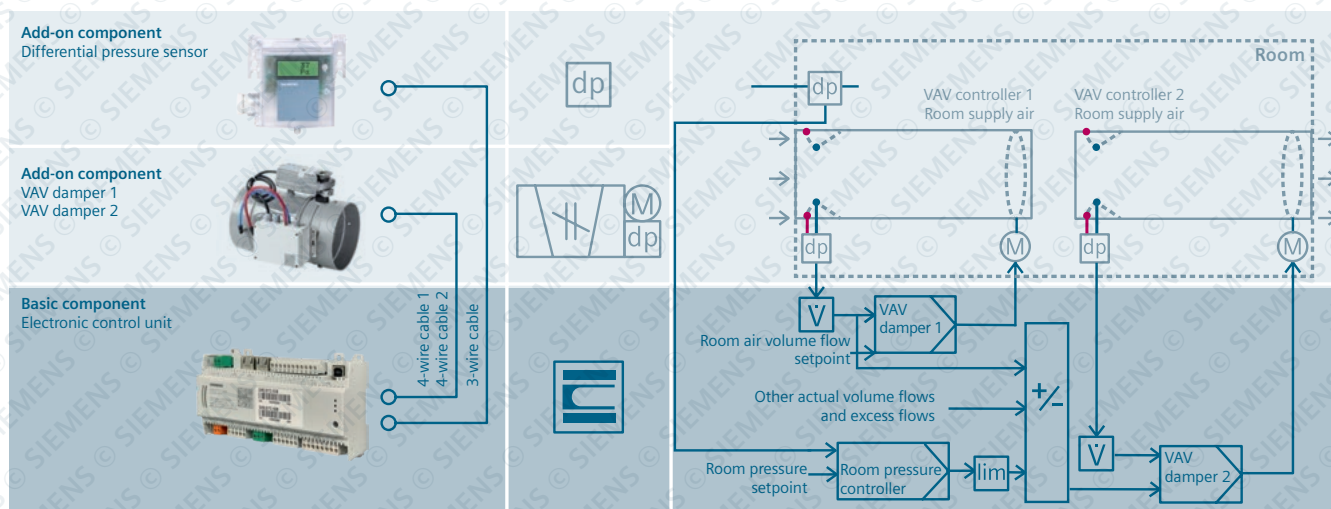 Add-on component
Differential pressure sensor
dp
Add-on component
VAV damper 1
VAV damper 2
M
dp
Basic component
Electronic control unit
4-wire cable 1
4-wire cable 2
3-wire cable
Room
dp
VAV controller 1
Room supply air
VAV controller 2
Room supply air
dp
M
dp
M
V̇
VAV
damper 1
Room air volume flow
setpoint
Other actual volume flows
and excess flows
+/-
Room pressure
setpoint
Room pressure
controller
lim
V̇
VAV
damper 2
© SIEMENS